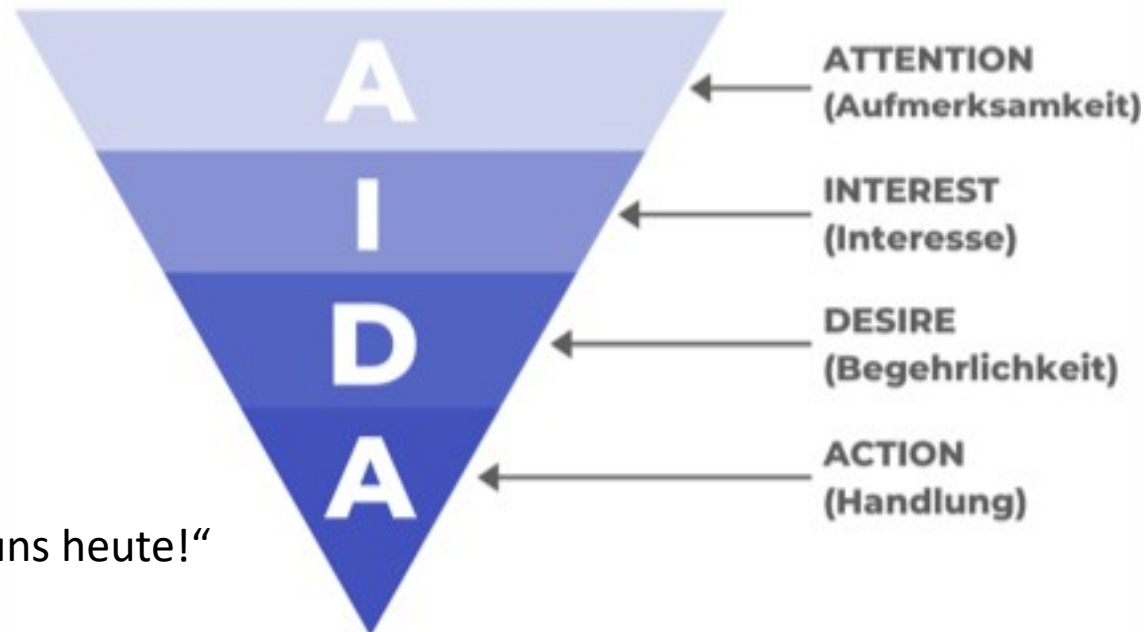 A
ATTENTION
(Aufmerksamkeit)
I
INTEREST
(Interesse)
D
DESIRE
(Begehrlichkeit)
A
ACTION
(Handlung)
uns heute!“